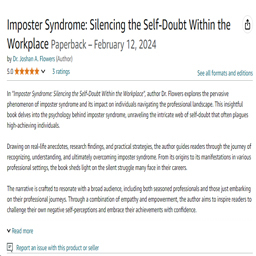 Imposter Syndrome: Silencing the Self-Doubt Within the
Workplace Paperback – February 12, 2024
by Dr. Joshan A. Flowers (Author)
5.0 3 ratings
See all formats and editions
In "Imposter Syndrome: Silencing the Self-Doubt Within the Workplace", author Dr. Flowers explores the pervasive
phenomenon of imposter syndrome and its impact on individuals navigating the professional landscape. This insightful
book delves into the psychology behind imposter syndrome, unraveling the intricate web of self-doubt that often plagues
high-achieving individuals.
Drawing on real-life anecdotes, research findings, and practical strategies, the author guides readers through the journey of
recognizing, understanding, and ultimately overcoming imposter syndrome. From its origins to its manifestations in various
professional settings, the book sheds light on the silent struggle many face in their careers.
The narrative is crafted to resonate with a broad audience, including both seasoned professionals and those just embarking
on their professional journeys. Through a combination of empathy and empowerment, the author aims to inspire readers to
challenge their own negative self-perceptions and embrace their achievements with confidence.
Read more
Report an issue with this product or seller